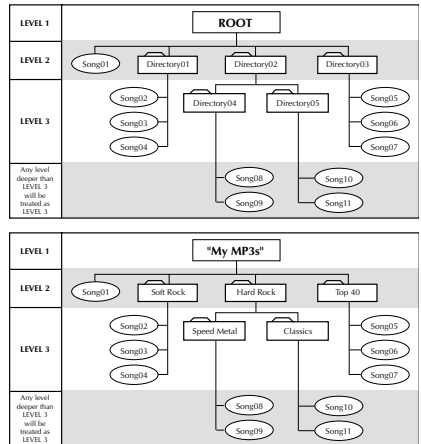 LEVEL 1
ROOT
LEVEL 2
Song01
Directory01
Directory02
Directory03
LEVEL 3
Song02
Directory04
Directory05
Song05
Song03
Song06
Song04
Song07
Any level
deeper than
LEVEL 3
will be
treated as
LEVEL 3
Song08
Song10
Song09
Song11
LEVEL 1
"My MP3s"
LEVEL 2
Song01
Soft Rock
Hard Rock
Top 40
LEVEL 3
Song02
Speed Metal
Classics
Song05
Song03
Song06
Song04
Song07
Any level
deeper than
LEVEL 3
will be
treated as
LEVEL 3
Song08
Song10
Song09
Song11